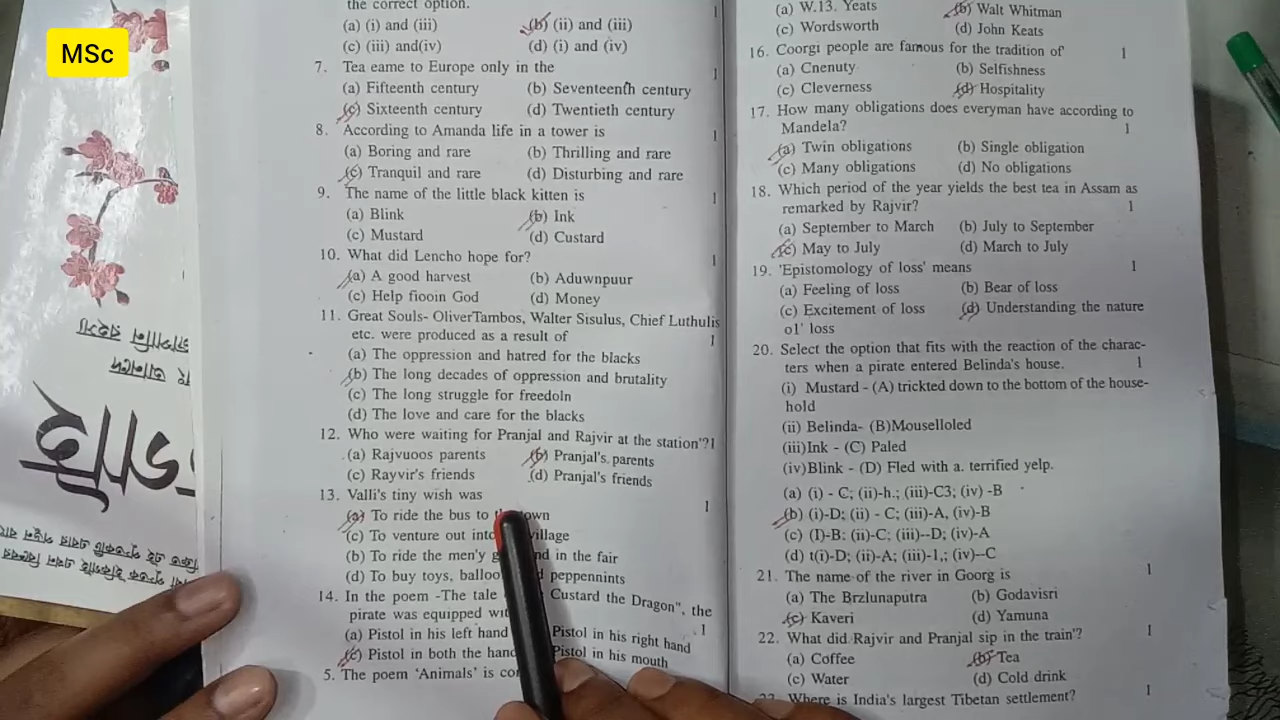 MSc
the correct option.
(a) (i) and (iii) (b) (ii) and (iii) 1
(c) (iii) and(iv) (d) (i) and (iv)
7. Tea eame to Europe only in the 1
(a) Fifteenth century (b) Seventeenth century
(c) Sixteenth century (d) Twentieth century
8. According to Amanda life in a tower is 1
(a) Boring and rare (b) Thrilling and rare
(c) Tranquil and rare (d) Disturbing and rare
9. The name of the little black kitten is 1
(a) Blink (b) Ink
(c) Mustard (d) Custard
10. What did Lencho hope for? 1
(a) A good harvest (b) Aduwnpuur
(c) Help fiooin God (d) Money
11. Great Souls- OliverTambos, Walter Sisulus, Chief Luthulis
etc. were produced as a result of 1
(a) The oppression and hatred for the blacks
(b) The long decades of oppression and brutality
(c) The long struggle for freedoln
(d) The love and care for the blacks
12. Who were waiting for Pranjal and Rajvir at the station'?1
(a) Rajvuoos parents (b) Pranjal's parents
(c) Rayvir's friends (d) Pranjal's friends
13. Valli's tiny wish was 1
(a) To ride the bus to town
(c) To venture out village
(b) To ride the men'y in the fair
(d) To buy toys, peppennints
14. In the poem -The tale Custard the Dragon", the
pirate was equipped 1
(a) Pistol in his left hand Pistol in his right hand
(c) Pistol in both the Pistol in his mouth
5. The poem 'Animals' is
(a) W.13. Yeats (b) Walt Whitman
(c) Wordsworth (d) John Keats
16. Coorgi people are famous for the tradition of 1
(a) Cnenuty (b) Selfishness
(c) Cleverness (d) Hospitality
17. How many obligations does everyman have according to
Mandela? 1
(a) Twin obligations (b) Single obligation
(c) Many obligations (d) No obligations
18. Which period of the year yields the best tea in Assam as
remarked by Rajvir? 1
(a) September to March (b) July to September
(c) May to July (d) March to July
19. 'Epistomology of loss' means 1
(a) Feeling of loss (b) Bear of loss
(c) Excitement of loss (d) Understanding the nature
o1' loss
20. Select the option that fits with the reaction of the charac-
ters when a pirate entered Belinda's house. 1
(i) Mustard - (A) trickted down to the bottom of the house-
hold
(ii) Belinda- (B)Mouselloled
(iii)Ink - (C) Paled
(iv)Blink - (D) Fled with a. terrified yelp.
(a) (i) - C; (ii)-h.; (iii)-C3; (iv) -B
(b) (i)-D; (ii) - C; (iii)-A, (iv)-B
(c) (I)-B: (ii)-C; (iii)--D; (iv)-A
(d) t(i)-D; (ii)-A; (iii)-1,; (iv)--C
21. The name of the river in Goorg is 1
(a) The Brzlunaputra (b) Godavisri
(c) Kaveri (d) Yamuna
22. What did Rajvir and Pranjal sip in the train'? 1
(a) Coffee (b) Tea
(c) Water (d) Cold drink
Where is India's largest Tibetan settlement? 1